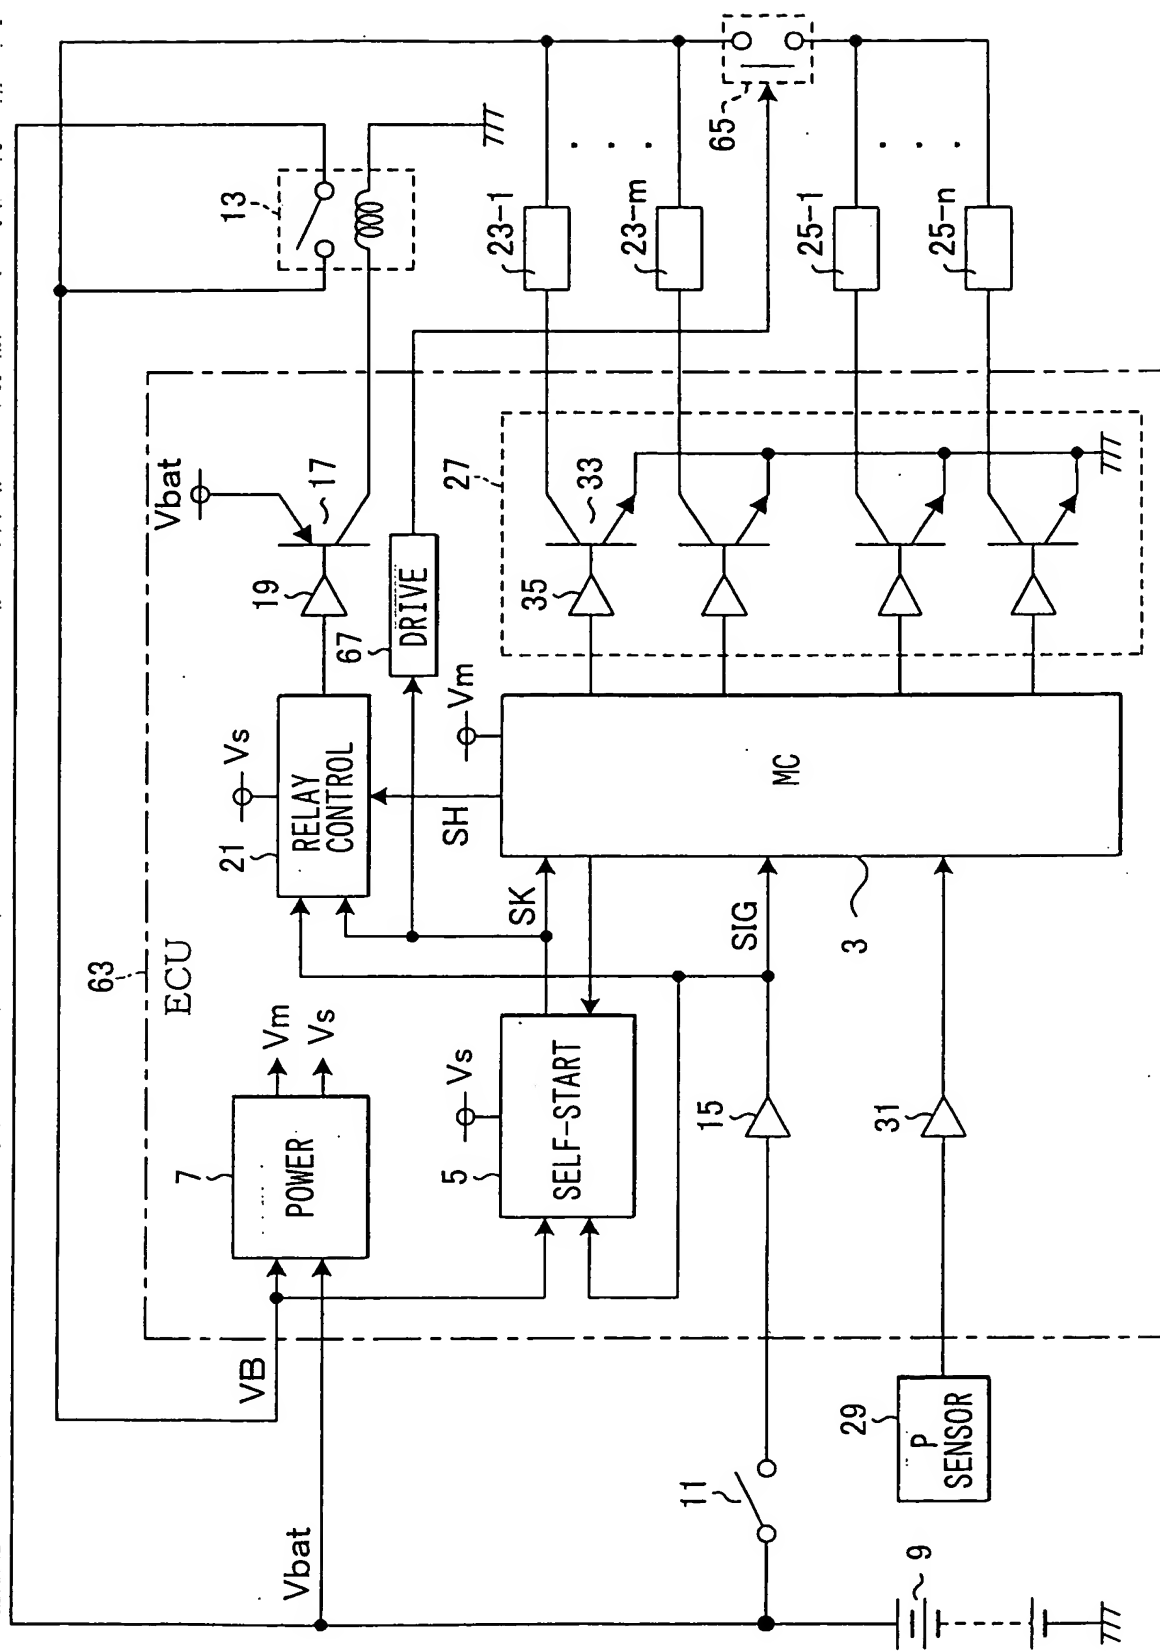 63
ECU
7
POWER
Vm
Vs
VB
Vbat
5
SELF-START
Vs
21
RELAY
CONTROL
Vs
19
17
Vbat
13
67
DRIVE
SK
SH
SIG
Vm
MC
3
27
35
33
23-1
23-m
65
25-1
25-n
15
31
11
29
P
SENSOR
9